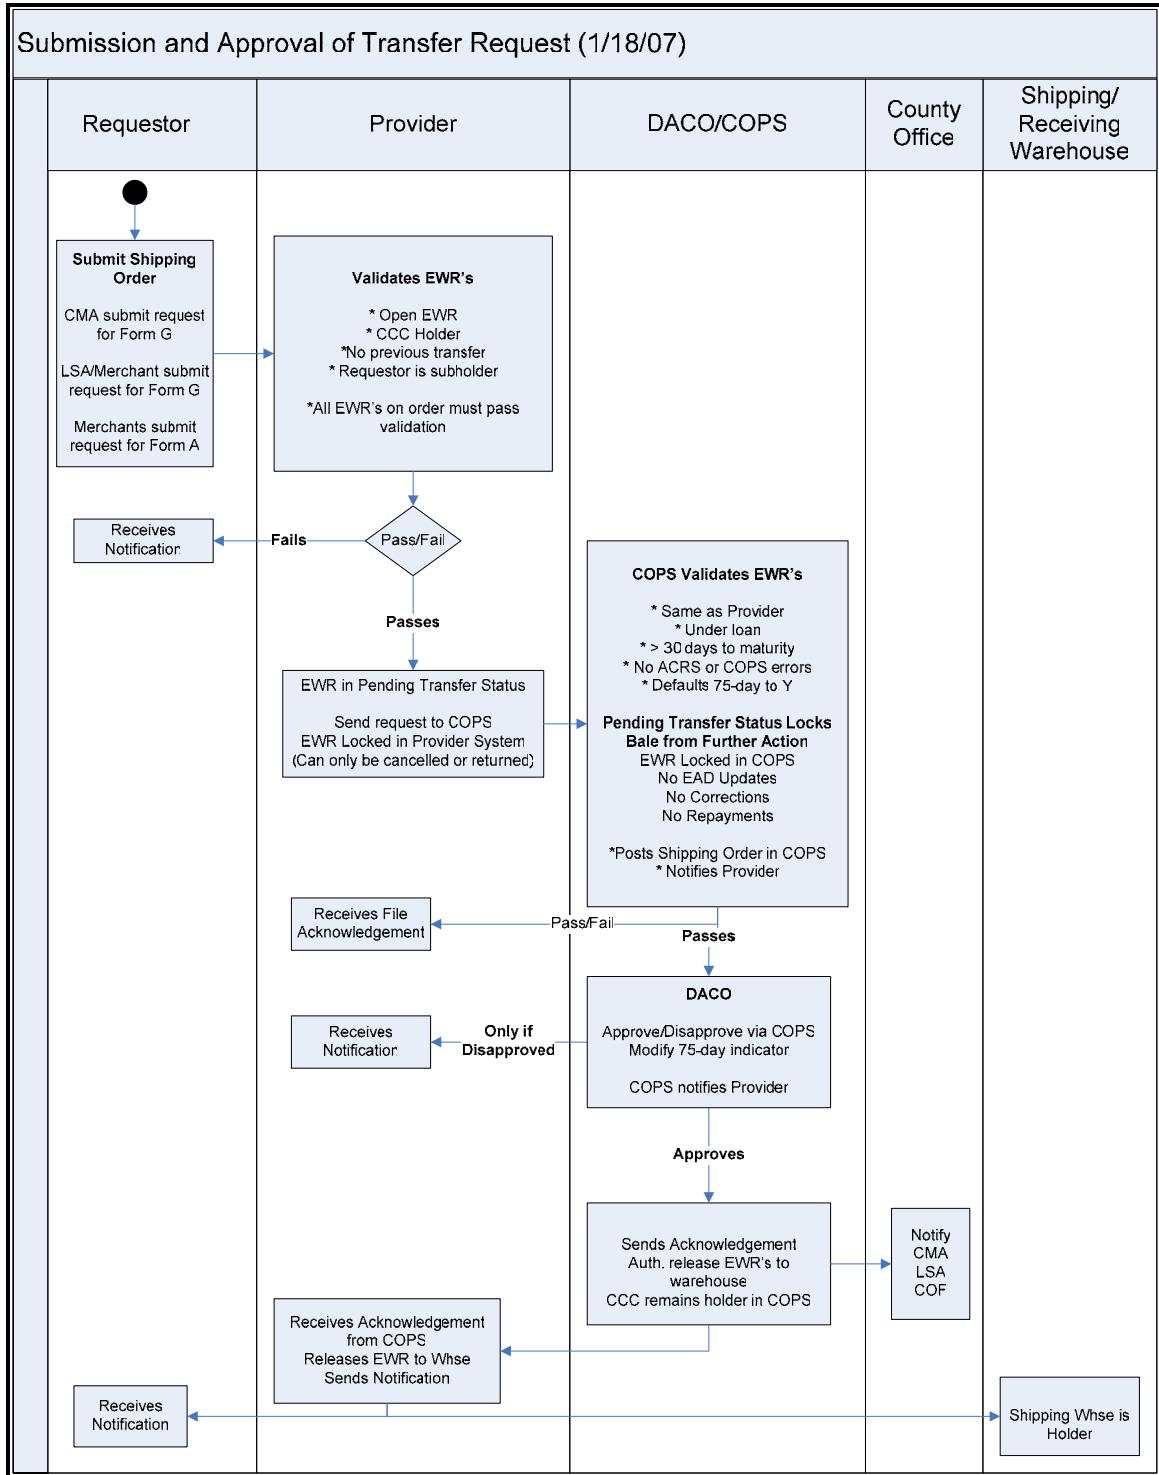 Submission and Approval of Transfer Request (1/18/07)
Requestor
Provider
DACO/COPS
County
Office
Shipping/
Receiving
Warehouse
Submit Shipping
Order
CMA submit request
for Form G
LSA/Merchant submit
request for Form G
Merchants submit
request for Form A
Validates EWR's
* Open EWR
* CCC Holder
*No previous transfer
* Requestor is subholder
*All EWR's on order must pass
validation
Pass/Fail
Fails
Receives
Notification
Passes
EWR in Pending Transfer Status
Send request to COPS
EWR Locked in Provider System
(Can only be cancelled or returned)
COPS Validates EWR's
* Same as Provider
* Under loan
* > 30 days to maturity
* No ACRS or COPS errors
* Defaults 75-day to Y
Pending Transfer Status Locks
Bale from Further Action
EWR Locked in COPS
No EAD Updates
No Corrections
No Repayments
*Posts Shipping Order in COPS
* Notifies Provider
Receives File
Acknowledgement
Pass/Fail
Passes
DACO
Approve/Disapprove via COPS
Modify 75-day indicator
COPS notifies Provider
Only if
Disapproved
Receives
Notification
Approves
Sends Acknowledgement
Auth. release EWR's to
warehouse
CCC remains holder in COPS
Notify
CMA
LSA
COF
Receives Acknowledgement
from COPS
Releases EWR to Whse
Sends Notification
Receives
Notification
Shipping Whse is
Holder